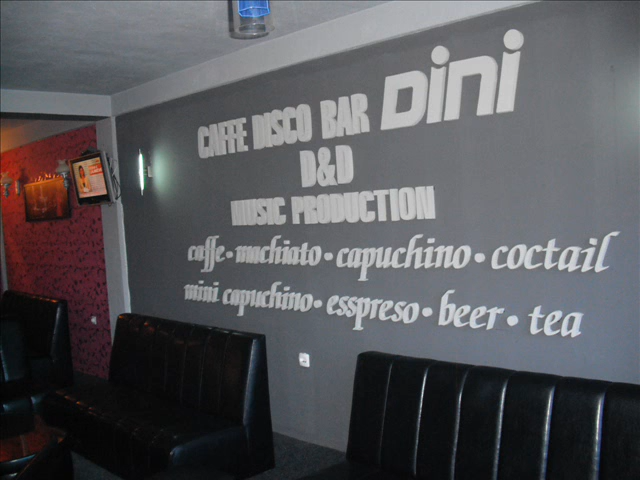 CAFFE DISCO BAR Dini
D&D
MUSIC PRODUCTION
caffe • machiato • capuchino • coctail
mini capuchino • esspreso • beer • tea